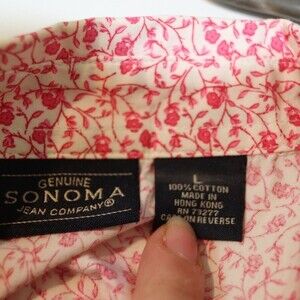 GENUINE
SONOMA
JEAN COMPANY®
L
100% COTTON
MADE IN
HONG KONG
RN 73277
CARE ON REVERSE